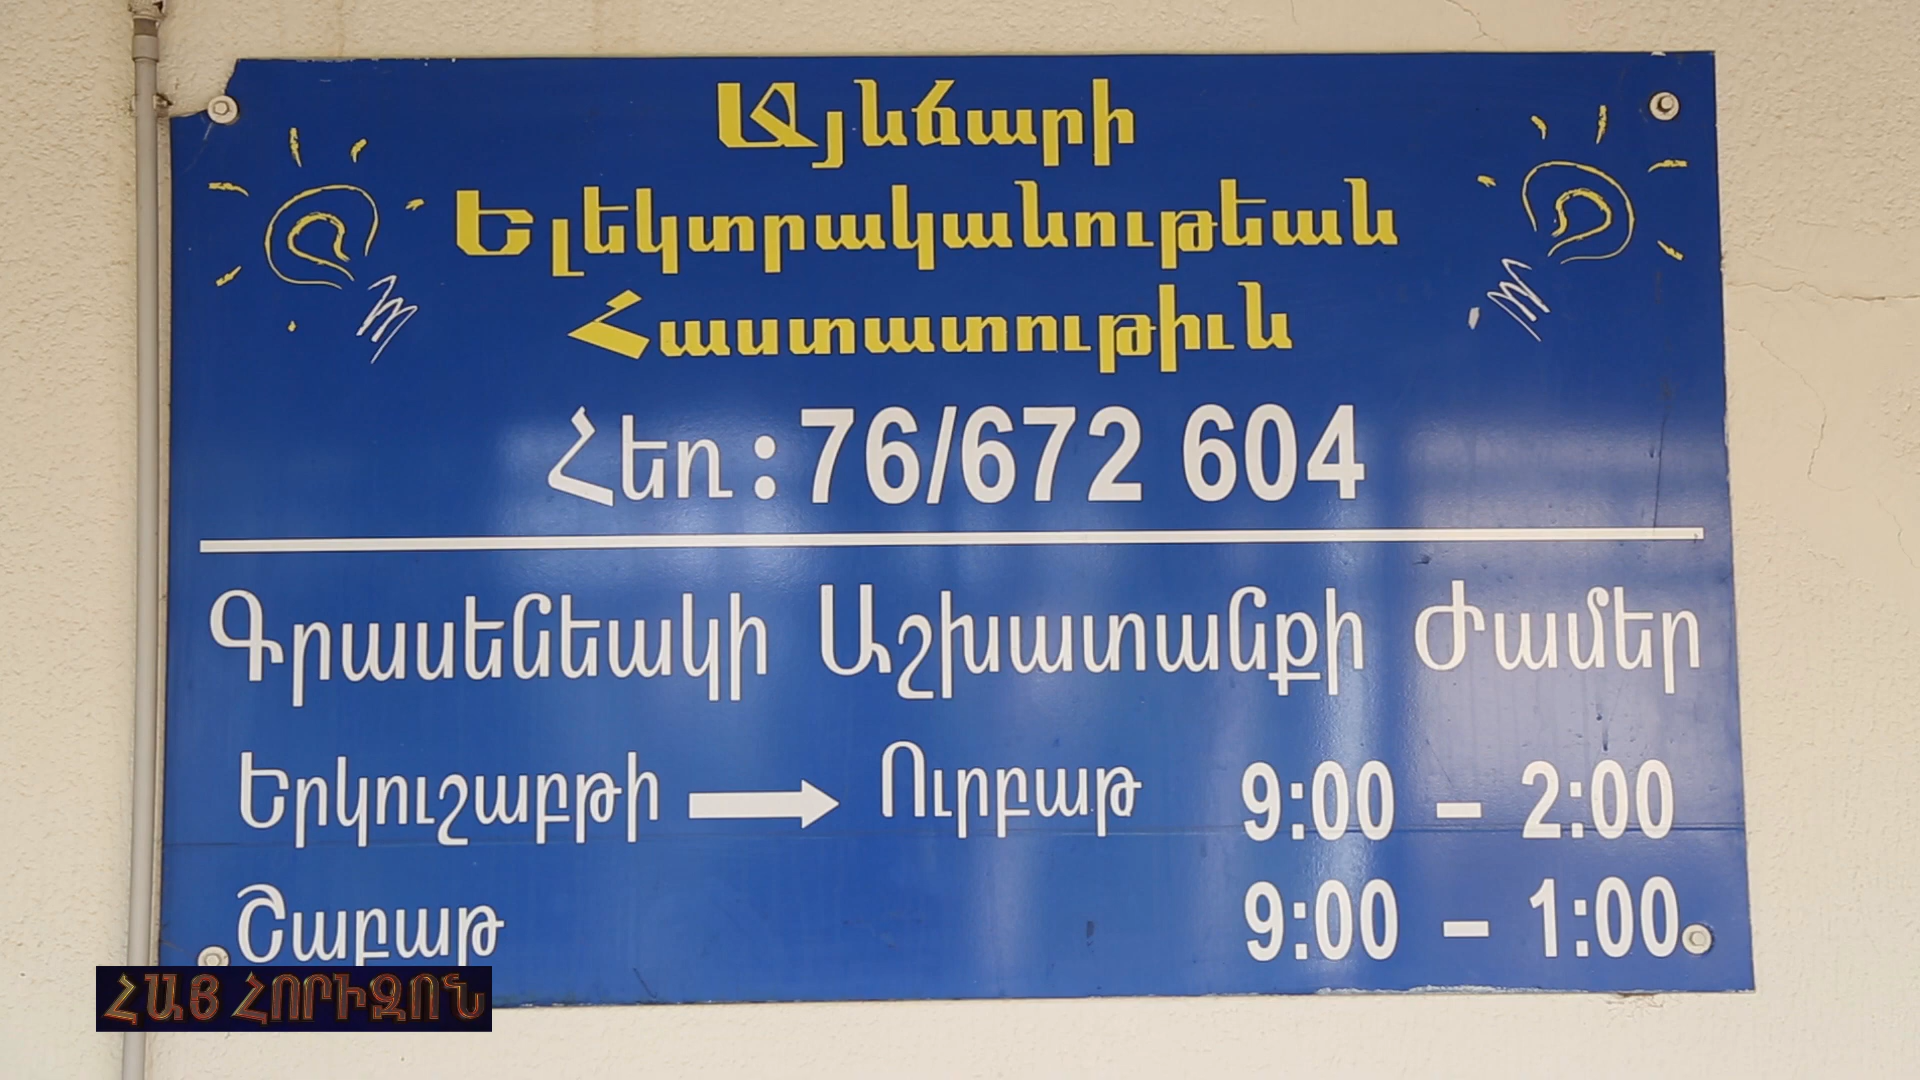 Այնճարի
Ելեկտրականութեան
Հաստատութիւն
Հեռ: 76/672 604
Գրասենեակի Աշխատանքի Ժամեր
Երկուշաբթի → Ուրբաթ 9:00 – 2:00
Շաբաթ 9:00 – 1:00
ՀԱՅ ՀՈՐԻԶՈՆ